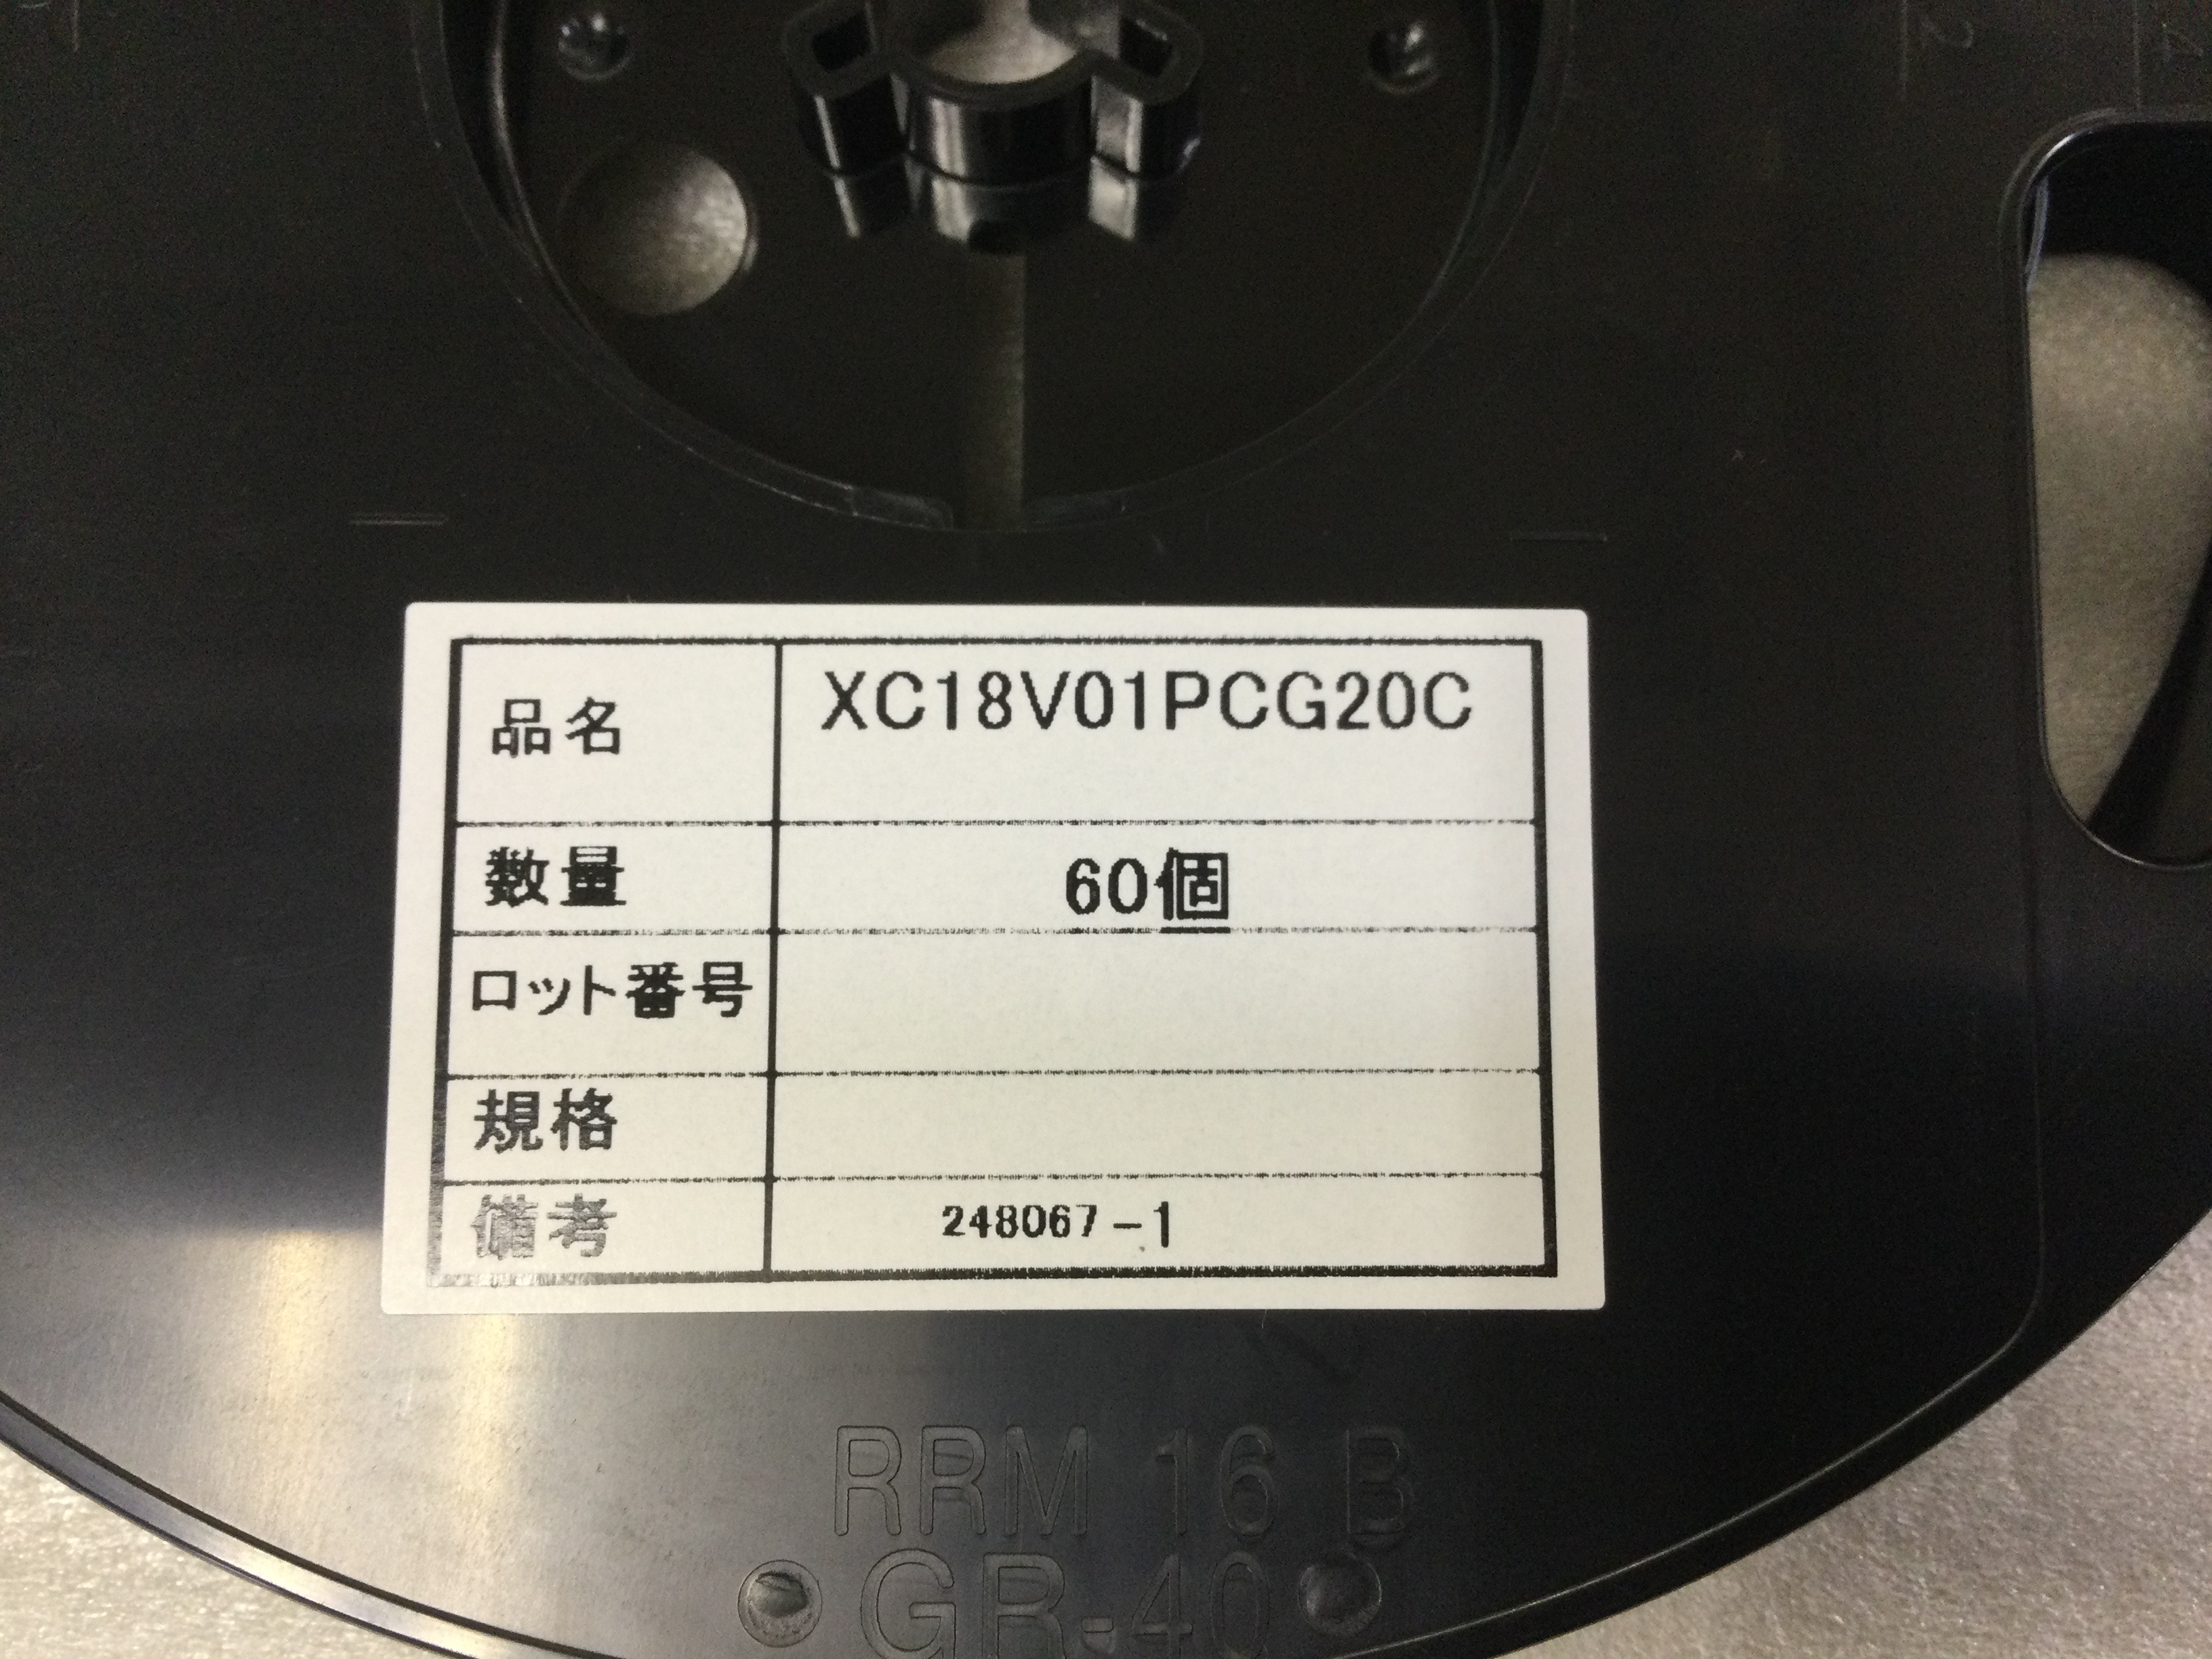 品名 XC18V01PCG20C
数量 60個
ロット番号
規格
備考 248067-1
RRM 16 B
GR-40